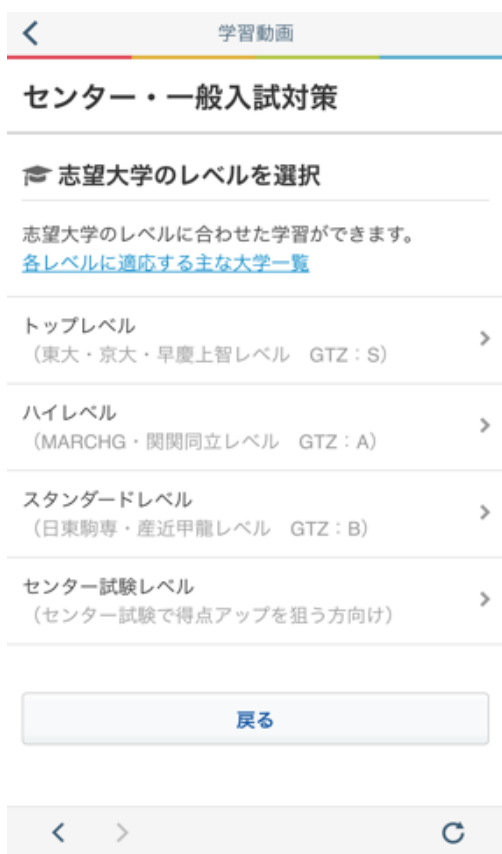 学習動画
センター・一般入試対策
志望大学のレベルを選択
志望大学のレベルに合わせた学習ができます。
各レベルに適応する主な大学一覧
トップレベル
（東大・京大・早慶上智レベル　GTZ：S）
ハイレベル
（MARCHG・関関同立レベル　GTZ：A）
スタンダードレベル
（日東駒専・産近甲龍レベル　GTZ：B）
センター試験レベル
（センター試験で得点アップを狙う方向け）
戻る